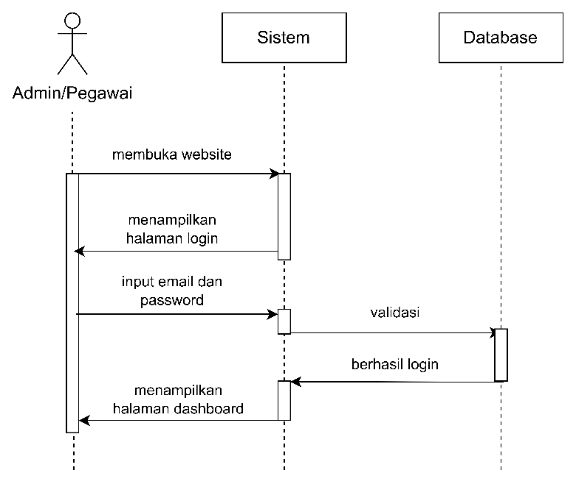 Sistem
Database
Admin/Pegawai
membuka website
menampilkan
halaman login
input email dan
password
validasi
berhasil login
menampilkan
halaman dashboard